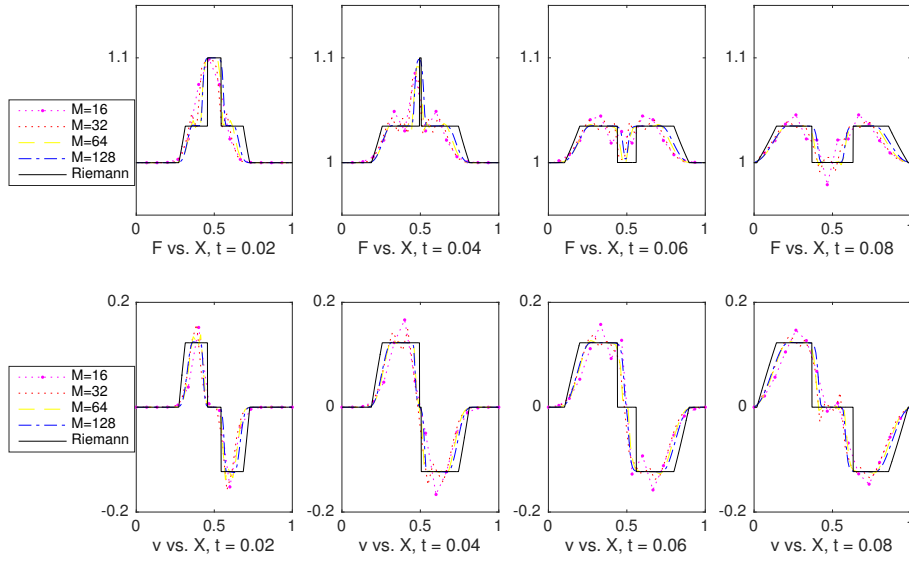 1.1
1
0 0.5 1
F vs. X, t = 0.02
1.1
1
0 0.5 1
F vs. X, t = 0.04
1.1
1
0 0.5 1
F vs. X, t = 0.06
1.1
1
0 0.5 1
F vs. X, t = 0.08
M=16
M=32
M=64
M=128
Riemann
0.2
0
-0.2
0 0.5 1
v vs. X, t = 0.02
0.2
0
-0.2
0 0.5 1
v vs. X, t = 0.04
0.2
0
-0.2
0 0.5 1
v vs. X, t = 0.06
0.2
0
-0.2
0 0.5 1
v vs. X, t = 0.08
M=16
M=32
M=64
M=128
Riemann